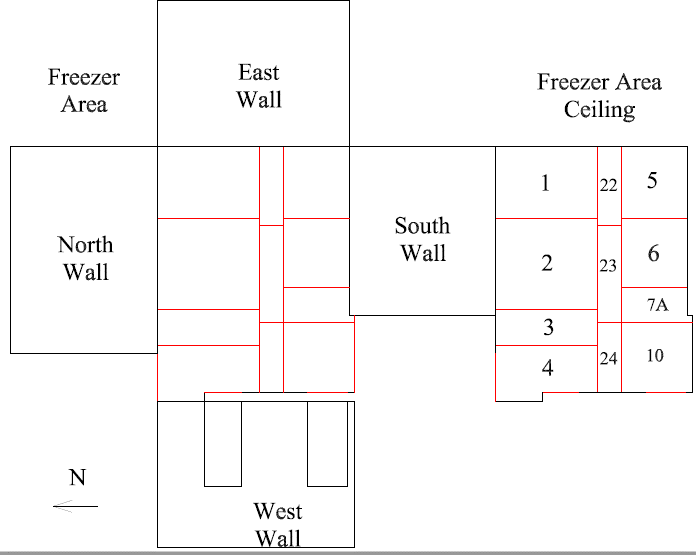 Freezer
Area
East
Wall
Freezer Area
Ceiling
North
Wall
South
Wall
1
22
5
2
23
6
7A
3
4
24
10
N
West
Wall